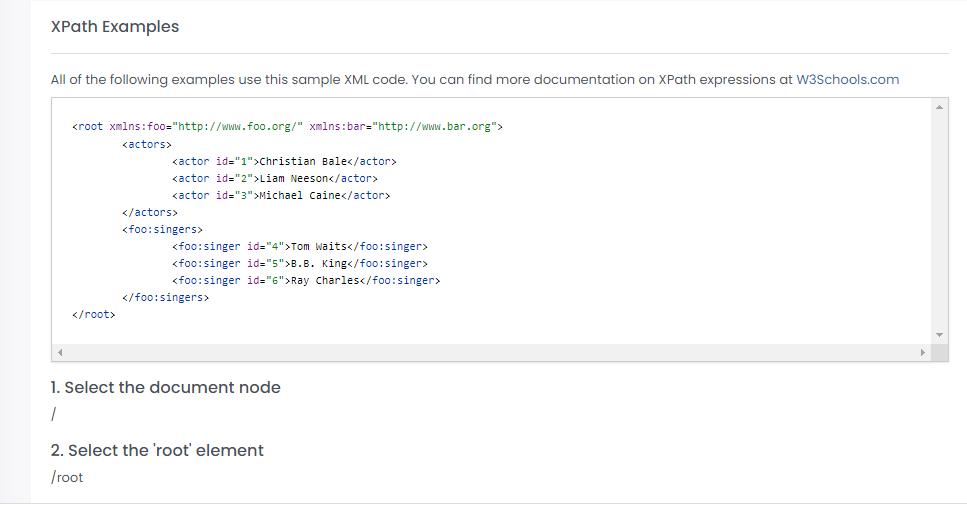 XPath Examples
All of the following examples use this sample XML code. You can find more documentation on XPath expressions at W3Schools.com
<root xmlns:foo="http://www.foo.org/" xmlns:bar="http://www.bar.org">
<actors>
<actor id="1">Christian Bale</actor>
<actor id="2">Liam Neeson</actor>
<actor id="3">Michael Caine</actor>
</actors>
<foo:singers>
<foo:singer id="4">Tom Waits</foo:singer>
<foo:singer id="5">B.B. King</foo:singer>
<foo:singer id="6">Ray Charles</foo:singer>
</foo:singers>
</root>
1. Select the document node
/
2. Select the 'root' element
/root